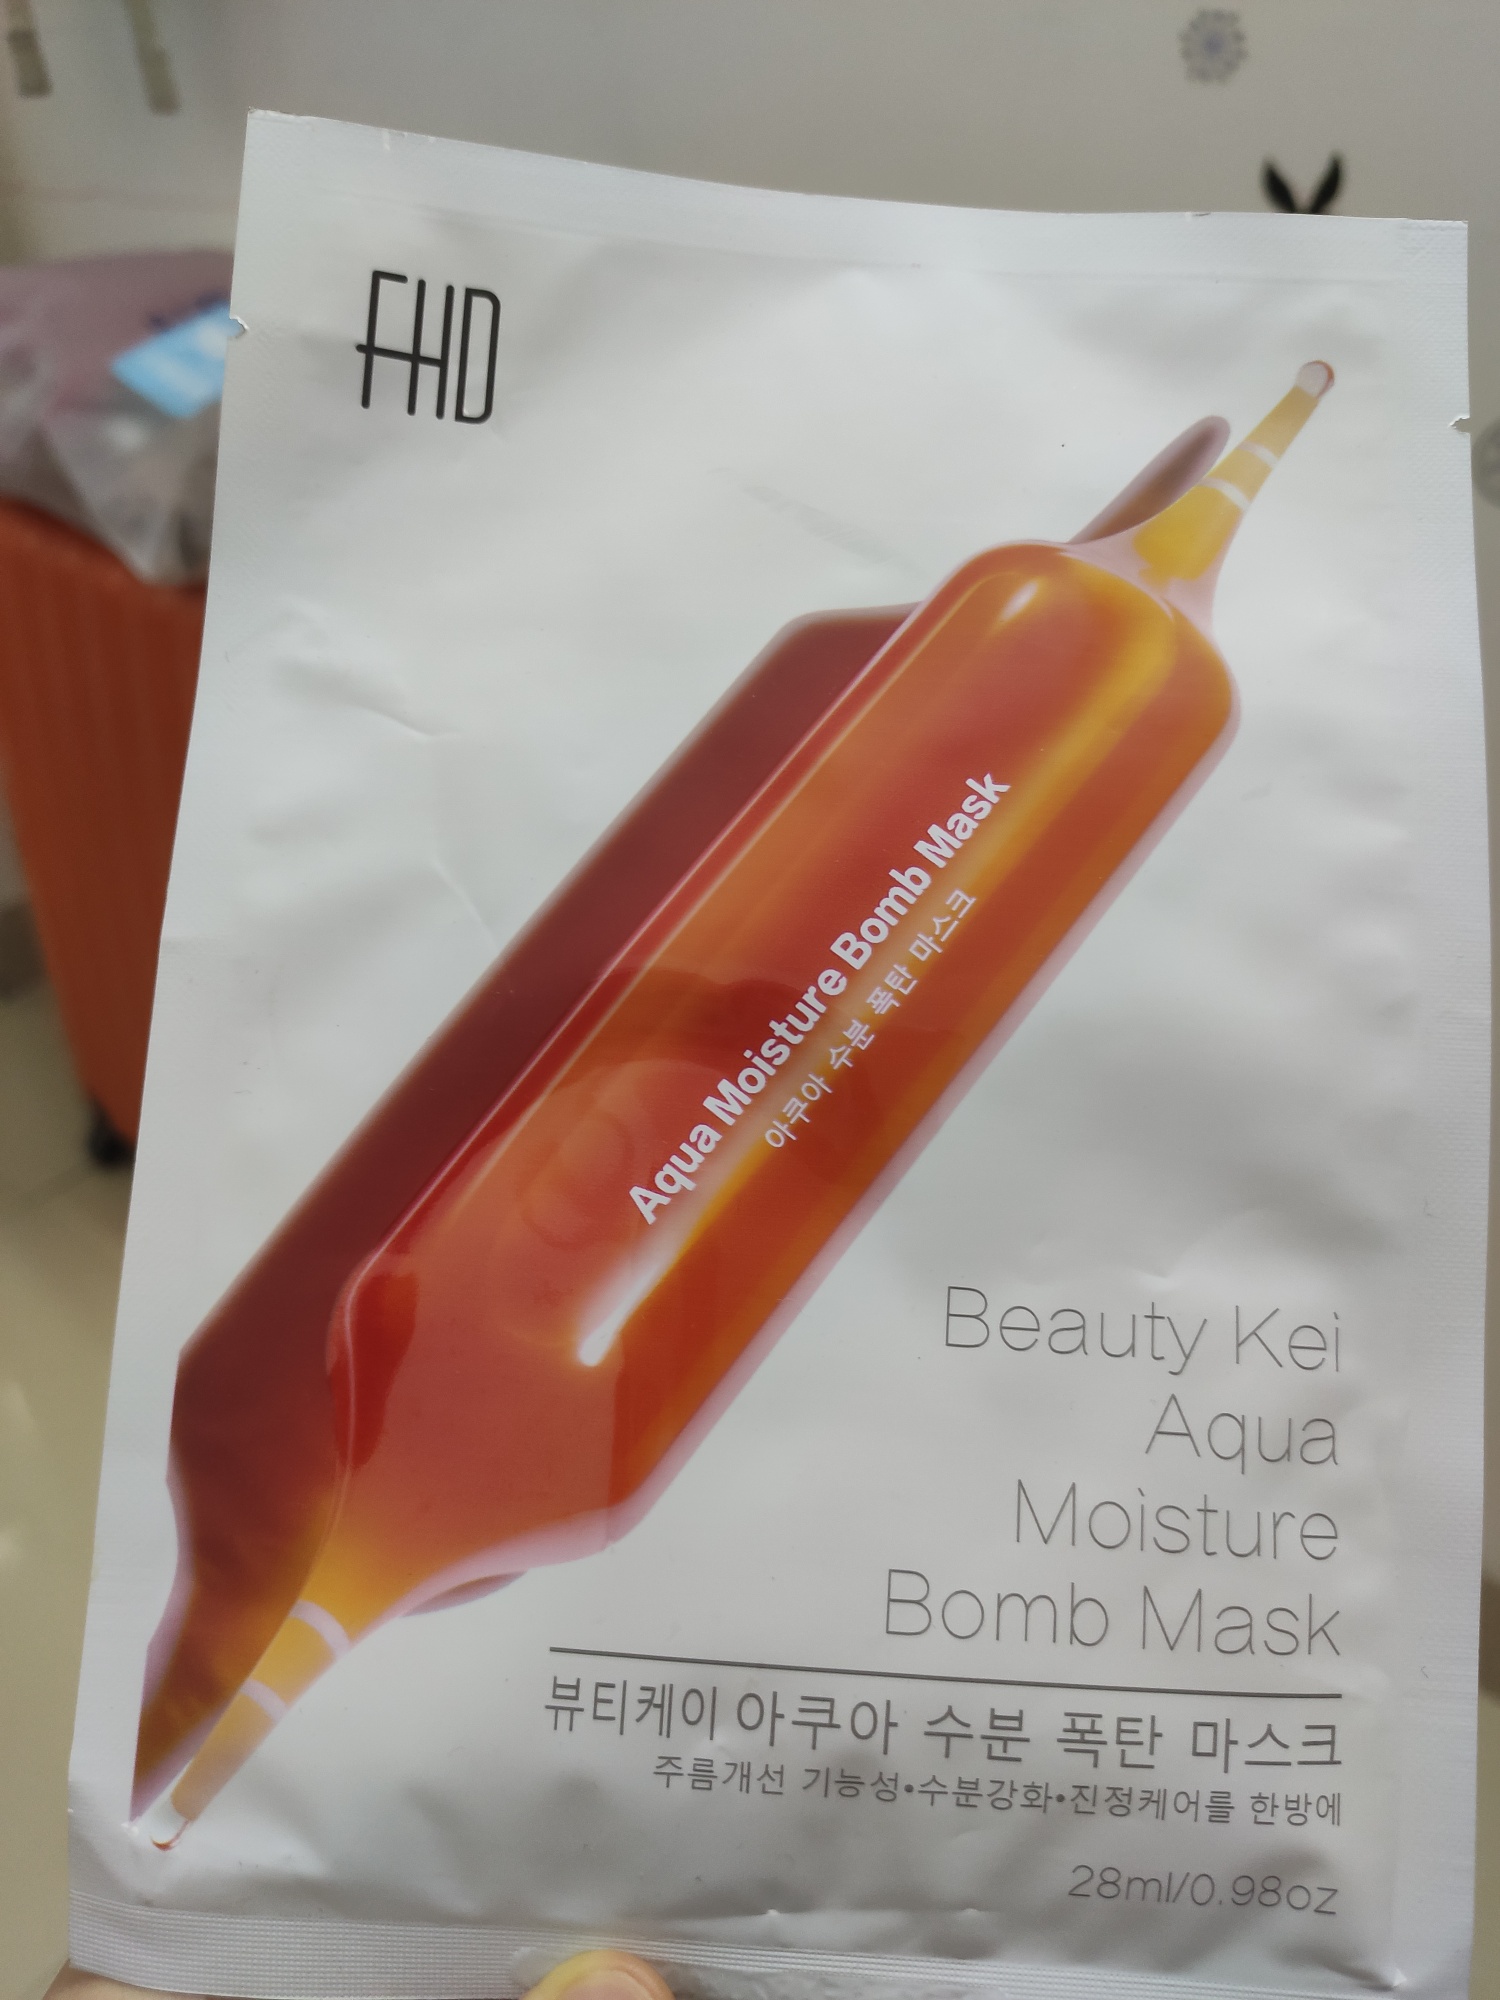 FHD
Aqua Moisture Bomb Mask
아쿠아 수분 폭탄 마스크
Beauty Kei
Aqua
Moisture
Bomb Mask
뷰티케이 아쿠아 수분 폭탄 마스크
주름개선 기능성•수분강화•진정케어를 한방에
28ml/0.98oz